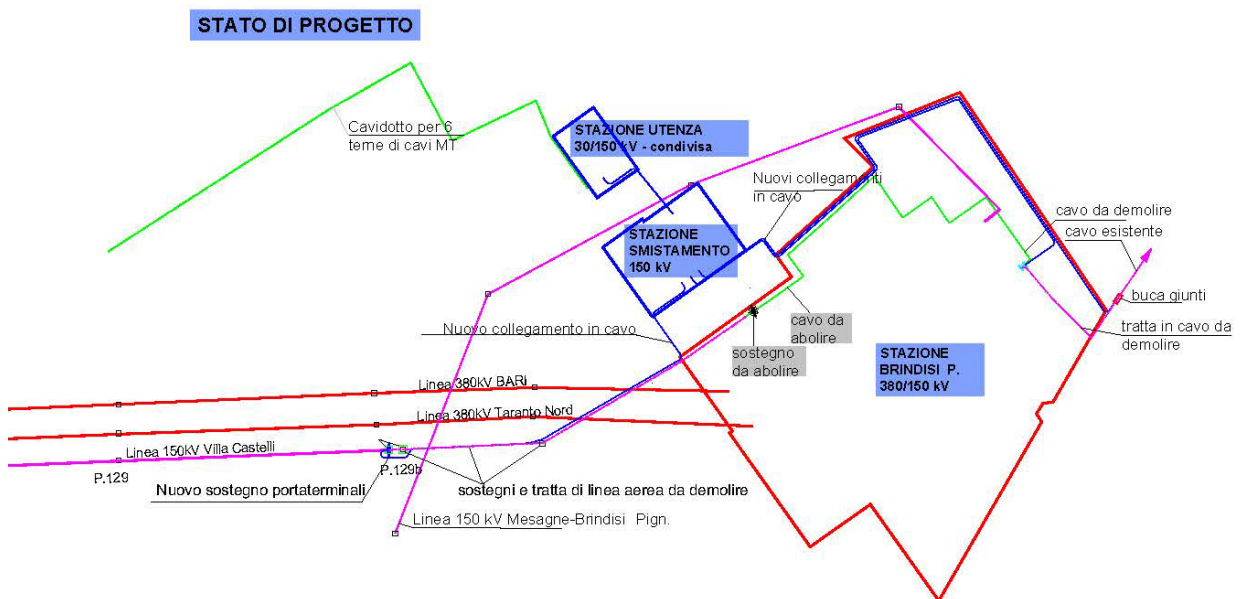 STATO DI PROGETTO
Cavidotto per 6
terne di cavi MT
STAZIONE UTENZA
30/150 kV - condivisa
Nuovi collegamenti
in cavo
STAZIONE
SMISTAMENTO
150 kV
cavo da demolire
cavo esistente
buca giunti
tratta in cavo da
demolire
Nuovo collegamento in cavo
cavo da
abolire
sostegno
da abolire
STAZIONE
BRINDISI P.
380/150 kV
Linea 380kV BARi
Linea 380kV Taranto Nord
Linea 150kV Villa Castelli
P.129
P.129b
Nuovo sostegno portaterminali
sostegni e tratta di linea aerea da demolire
Linea 150 kV Mesagne-Brindisi Pign.